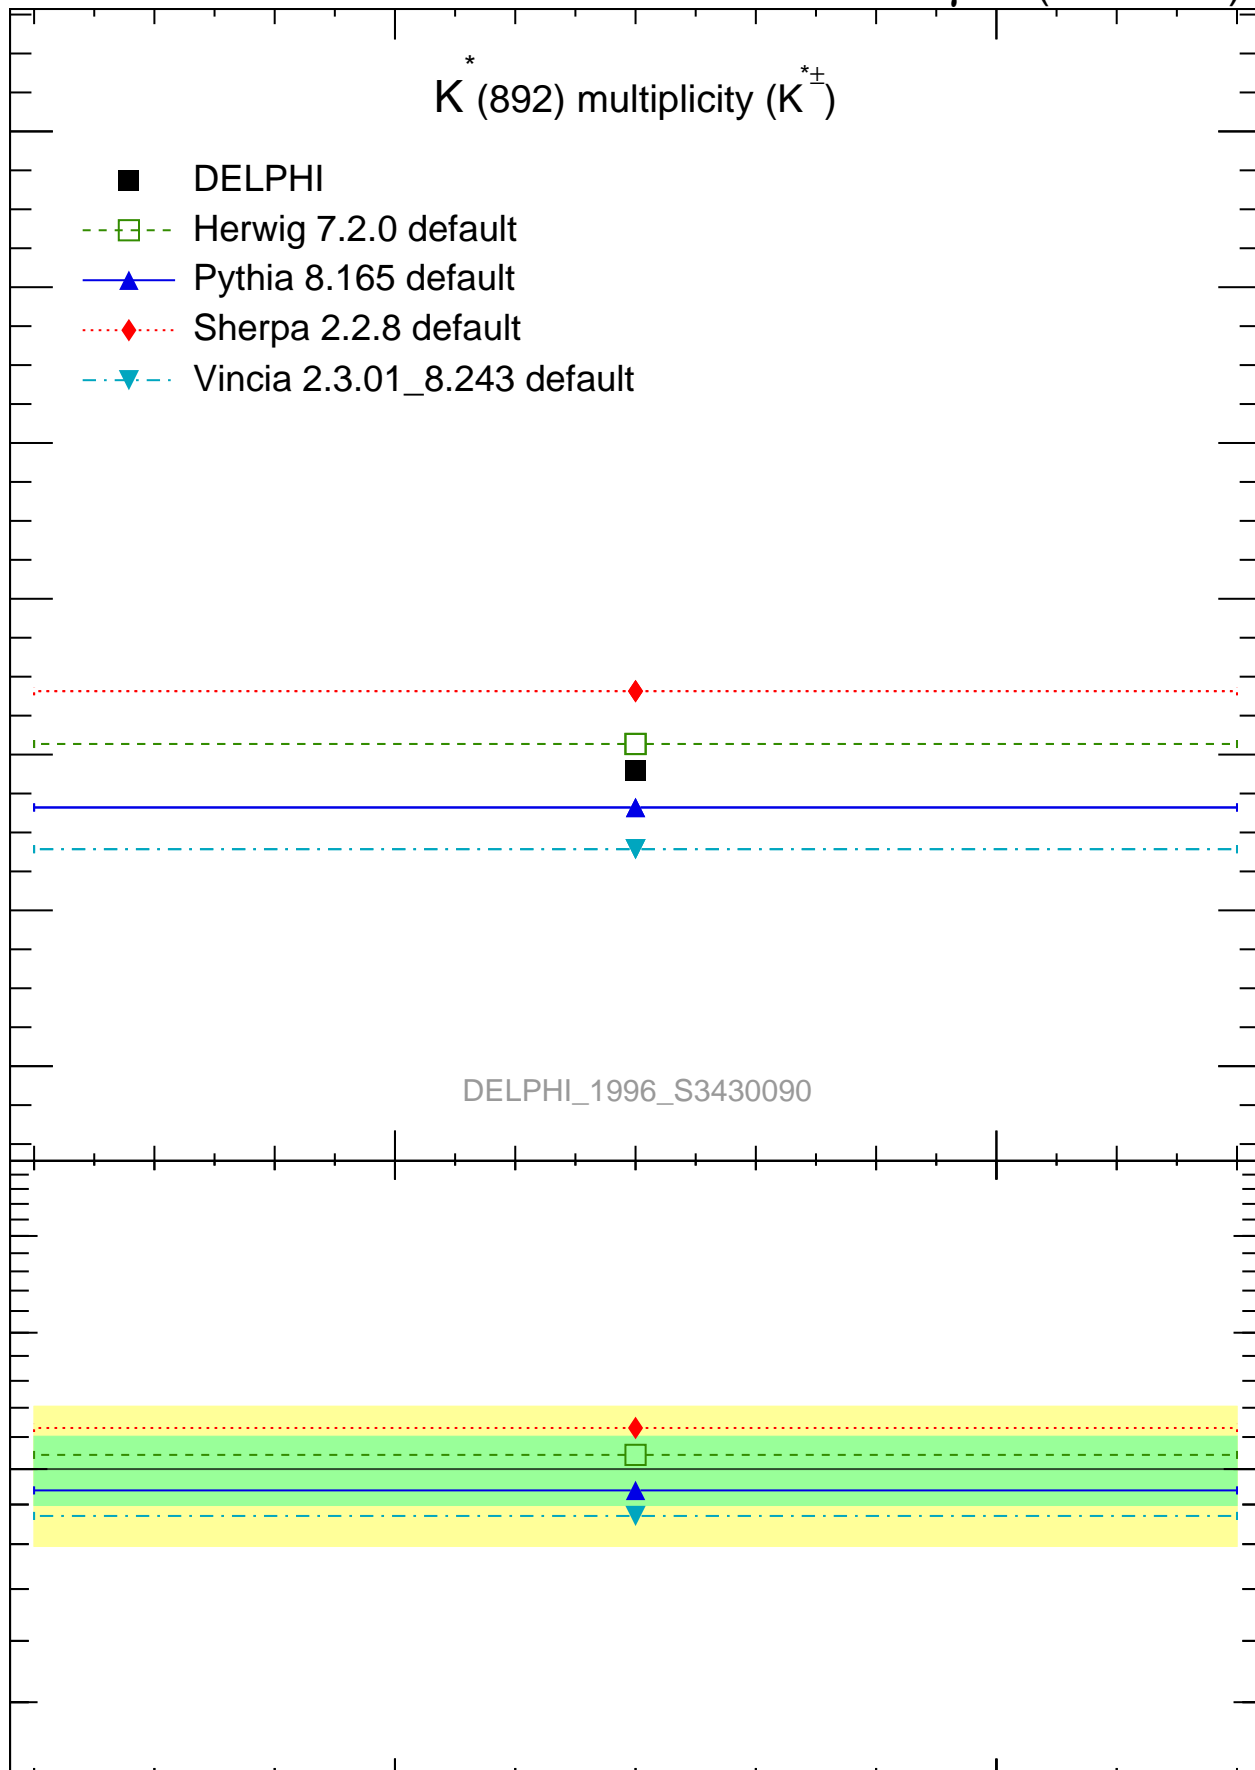 K*(892) multiplicity (K*±)
DELPHI
Herwig 7.2.0 default
Pythia 8.165 default
Sherpa 2.2.8 default
Vincia 2.3.01_8.243 default
DELPHI_1996_S3430090